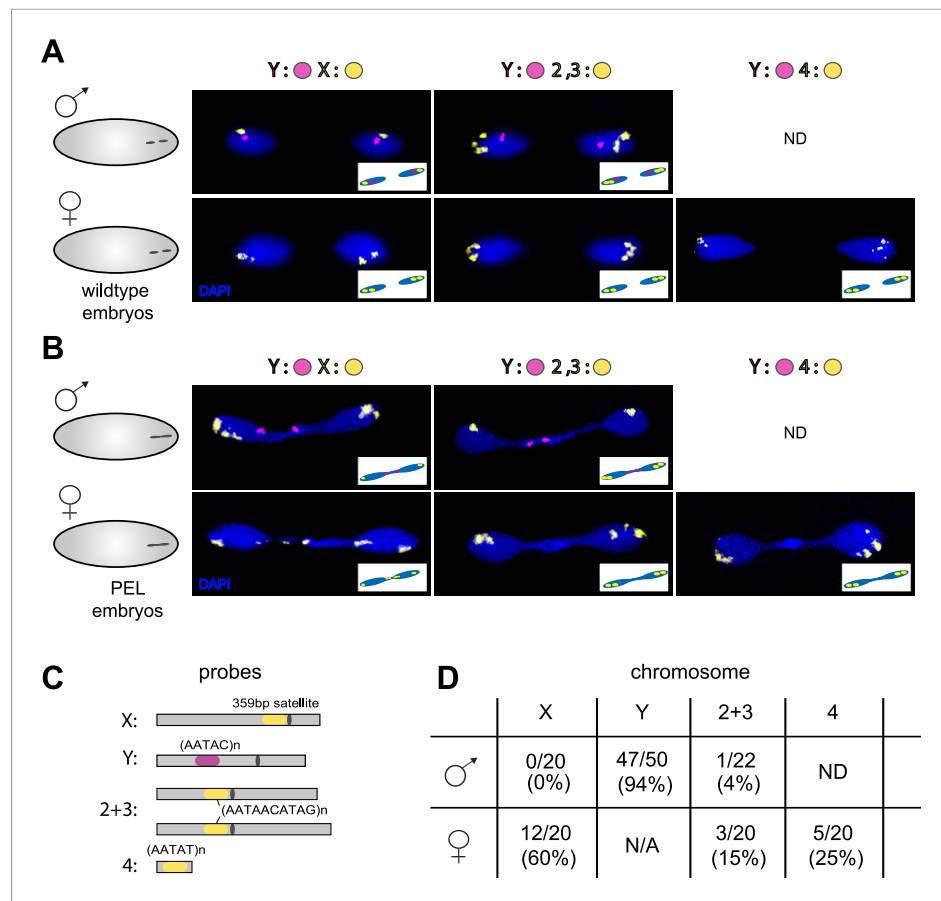 A
Y: X:
Y: 2,3:
Y: 4:
♂
ND
♀
DAPI
wildtype
embryos
B
Y: X:
Y: 2,3:
Y: 4:
♂
ND
♀
DAPI
PEL
embryos
C
probes
359bp satellite
X:
(AATAC)n
Y:
2+3:
(AATAACATAG)n
(AATAT)n
4:
D
chromosome
X Y 2+3 4
♂ 0/20 47/50 1/22 ND
(0%) (94%) (4%)
♀ 12/20 N/A 3/20 5/20
(60%) (15%) (25%)